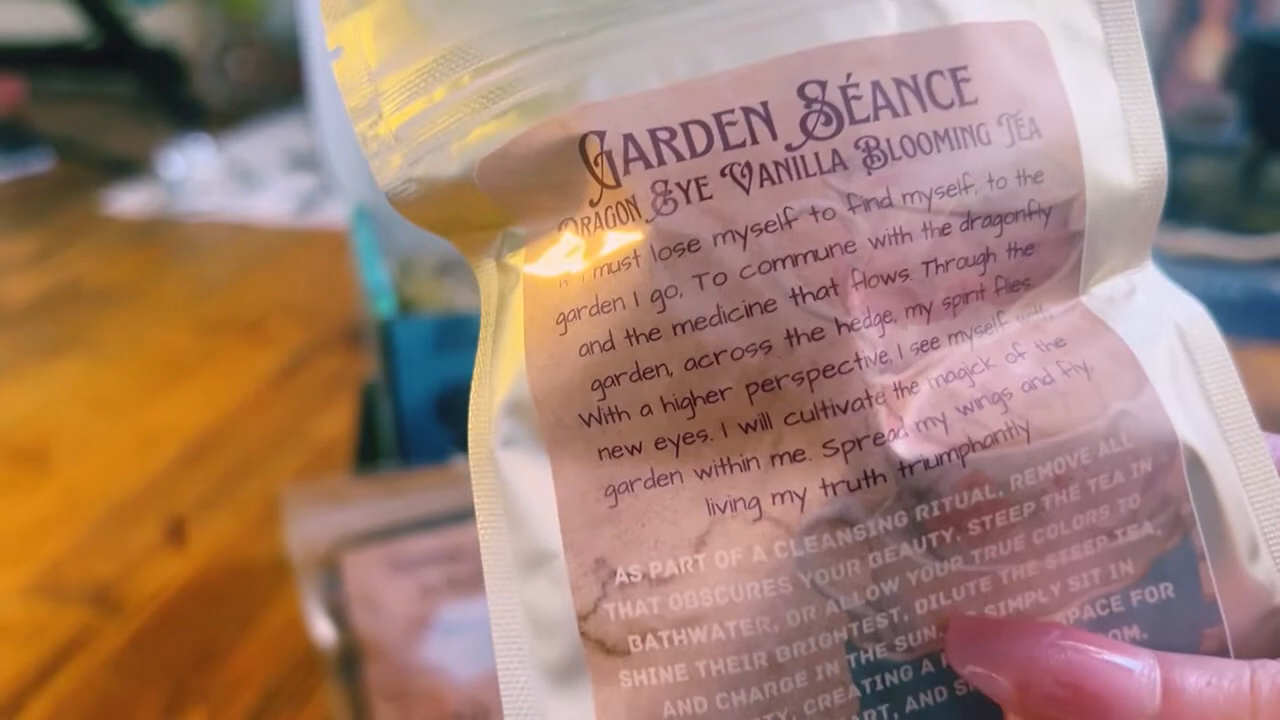 GARDEN SÉANCE
DRAGON EYE VANILLA BLOOMING TEA
must lose myself to find myself, to the
garden I go, To commune with the dragonfly
and the medicine that flows. Through the
garden, across the hedge, my spirit flies
With a higher perspective, I see myself with
new eyes. I will cultivate the magick of the
garden within me. Spread my wings and fly,
living my truth triumphantly
AS PART OF A CLEANSING RITUAL, REMOVE ALL
THAT OBSCURES YOUR BEAUTY, STEEP THE TEA IN
BATHWATER, OR ALLOW YOUR TRUE COLORS TO
SHINE THEIR BRIGHTEST, DILUTE THE STEEP TEA,
AND CHARGE IN THE SUN. SIMPLY SIT IN
CREATING A SPACE FOR
AND